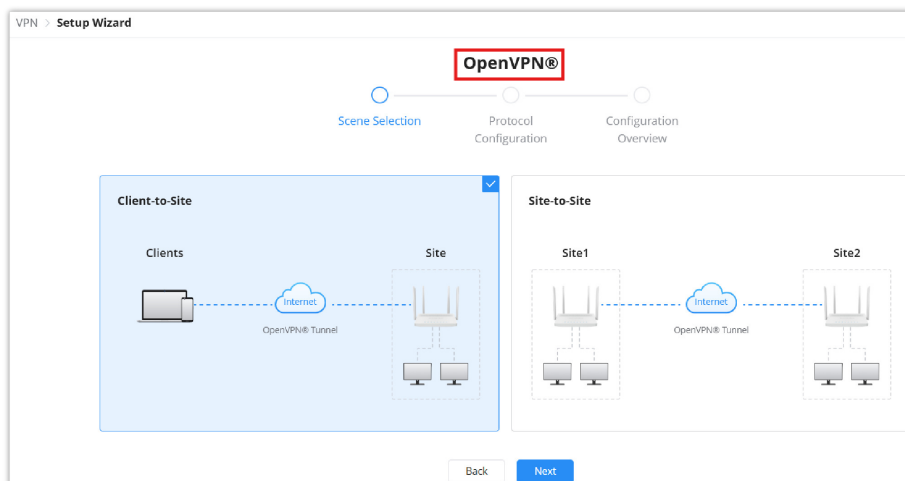 VPN > Setup Wizard
OpenVPN®
Scene Selection
Protocol
Configuration
Configuration
Overview
Client-to-Site
Clients
Site
Internet
OpenVPN® Tunnel
Site-to-Site
Site1
Site2
Internet
OpenVPN® Tunnel
Back
Next